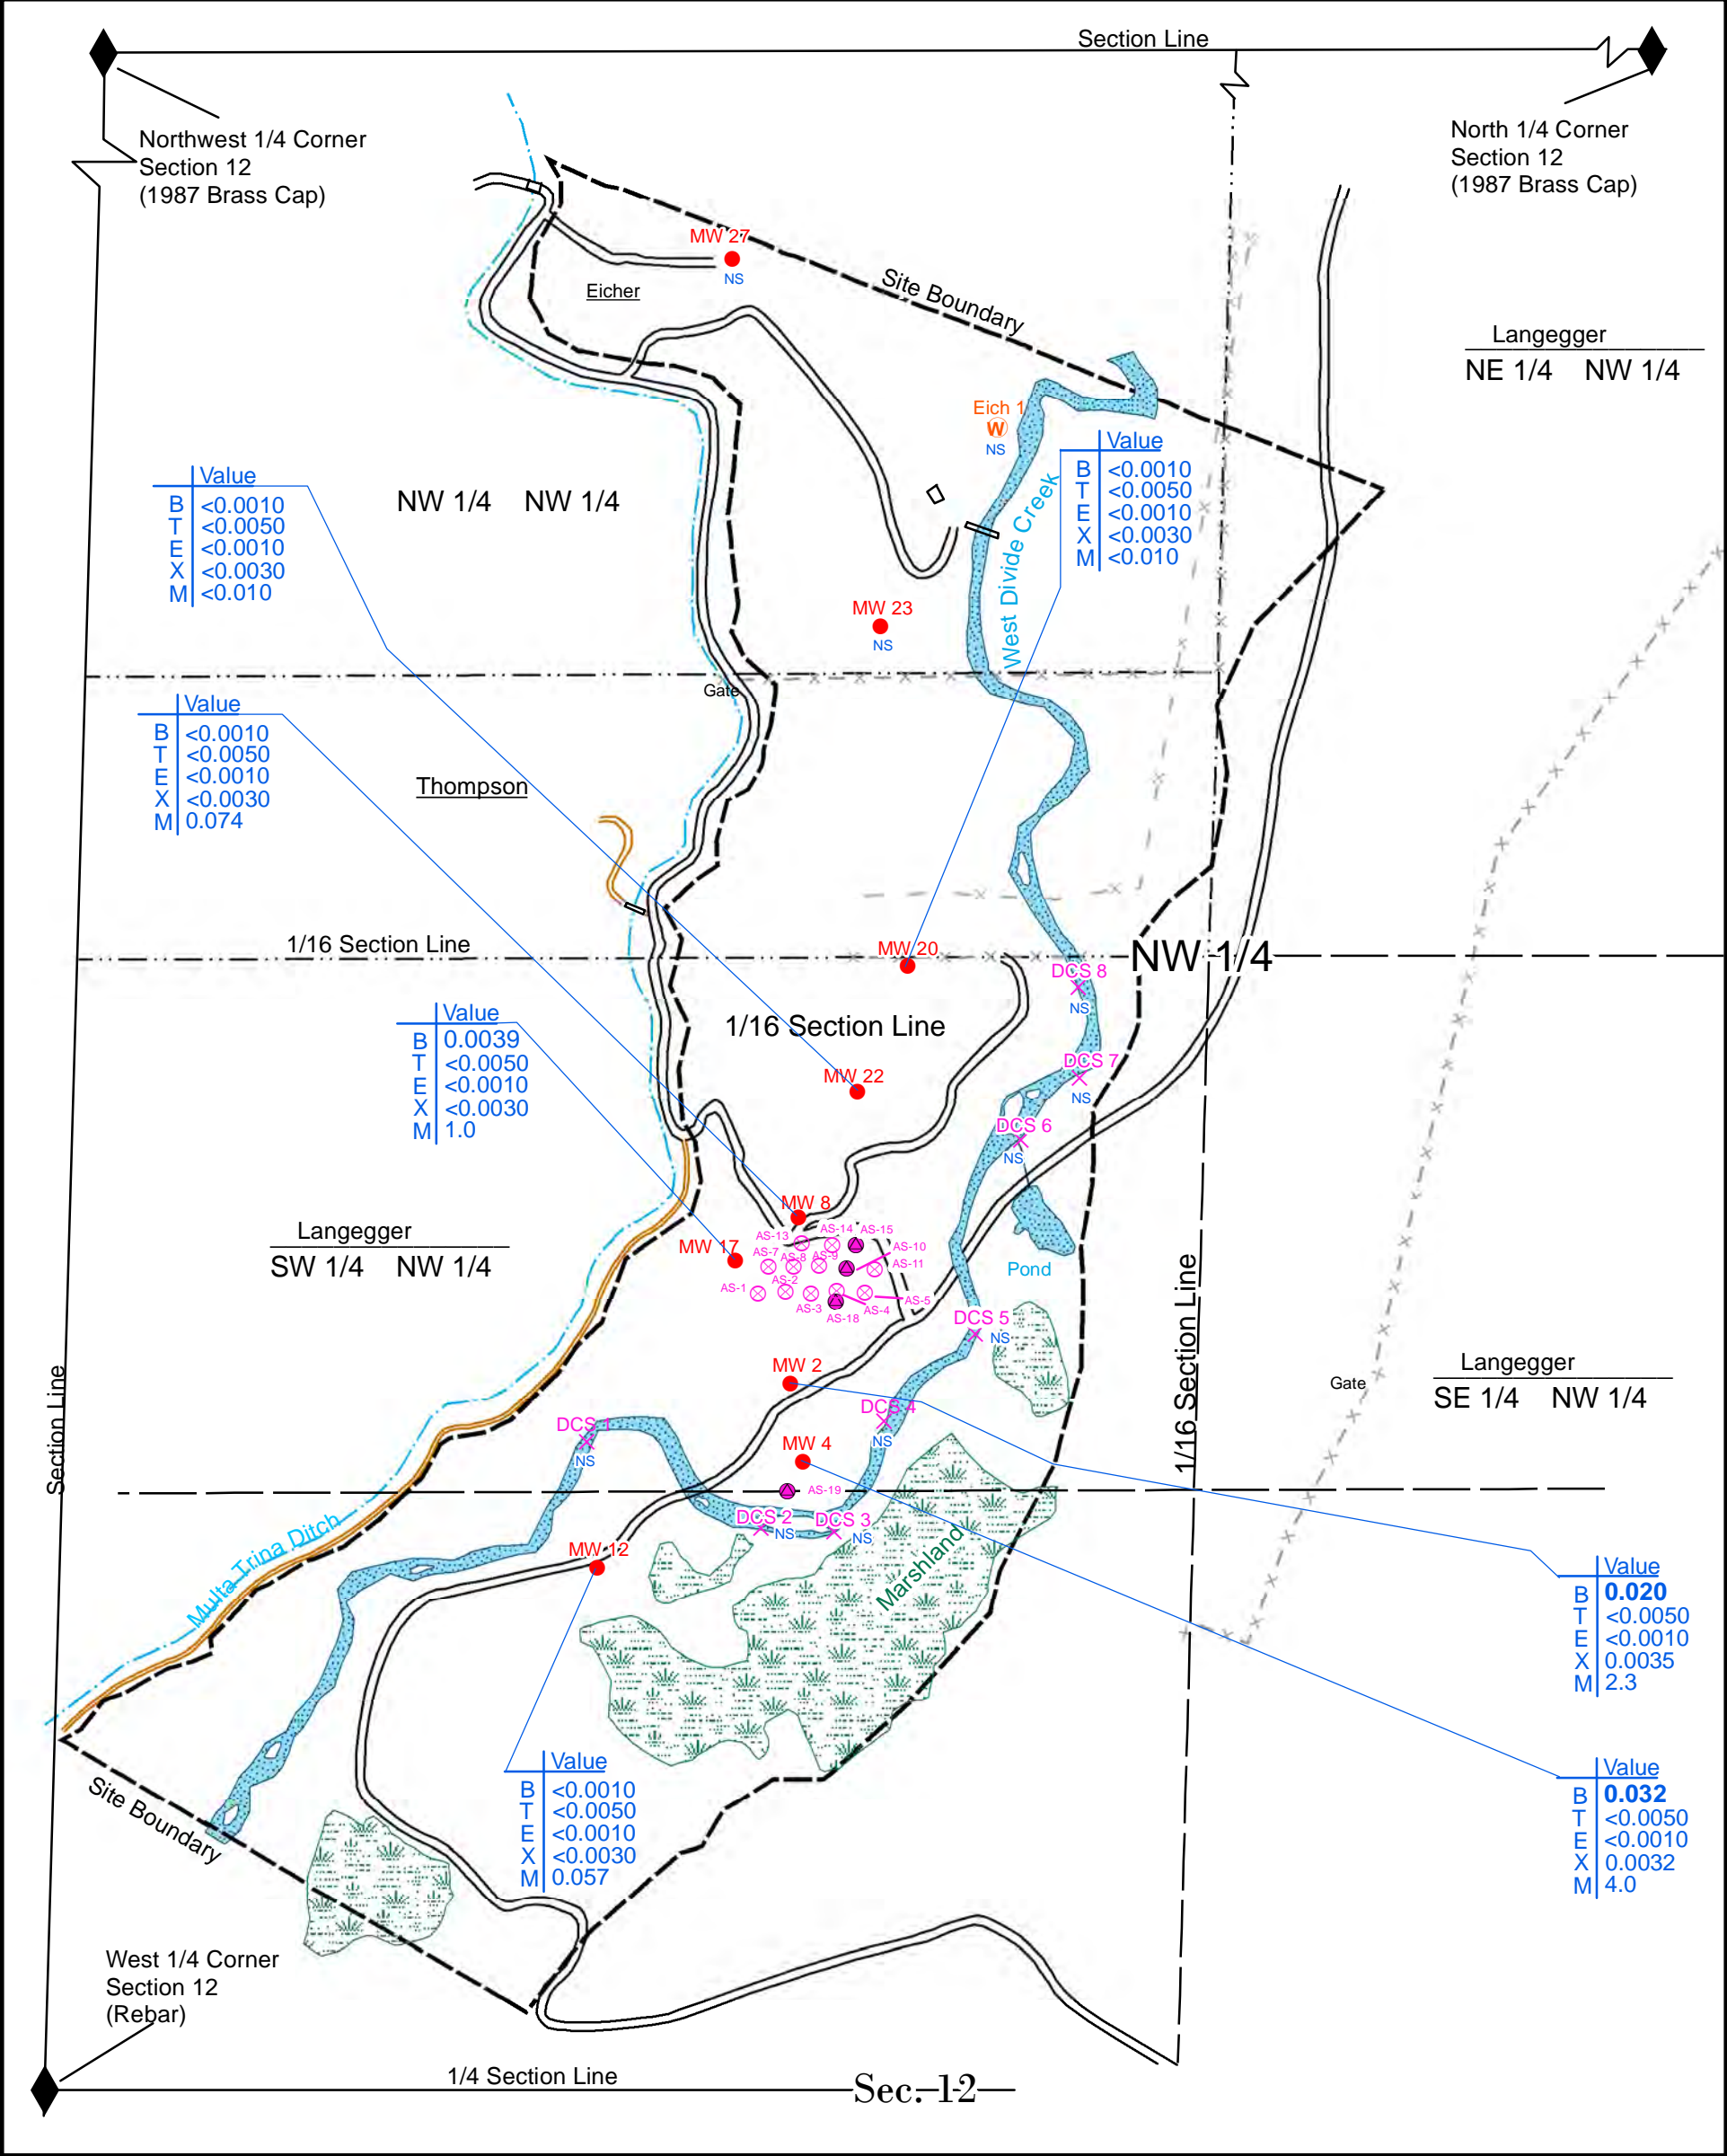 Section Line
Northwest 1/4 Corner
Section 12
(1987 Brass Cap)
North 1/4 Corner
Section 12
(1987 Brass Cap)
MW 27
NS
Eicher
Site Boundary
Langegger
NE 1/4 NW 1/4
Eich 1
W
NS
Value
B <0.0010
T <0.0050
E <0.0010
X <0.0030
M <0.010
West Divide Creek
Value
B <0.0010
T <0.0050
E <0.0010
X <0.0030
M <0.010
NW 1/4 NW 1/4
MW 23
NS
Gate
Value
B <0.0010
T <0.0050
E <0.0010
X <0.0030
M 0.074
Thompson
1/16 Section Line
MW 20
NW 1/4
DCS 8
NS
Value
B 0.0039
T <0.0050
E <0.0010
X <0.0030
M 1.0
1/16 Section Line
MW 22
DCS 7
NS
DCS 6
NS
MW 8
MW 17
AS-13
AS-14
AS-15
AS-7
AS-8
AS-9
AS-10
AS-11
AS-1
AS-2
AS-3
AS-18
AS-4
AS-5
Langegger
SW 1/4 NW 1/4
Pond
DCS 5
NS
1/16 Section Line
MW 2
Gate
Langegger
SE 1/4 NW 1/4
Section Line
DCS 1
NS
DCS 4
NS
MW 4
AS-19
DCS 2
NS
DCS 3
NS
Multa Trina Ditch
MW 12
Marshland
Value
B 0.020
T <0.0050
E <0.0010
X 0.0035
M 2.3
Value
B <0.0010
T <0.0050
E <0.0010
X <0.0030
M 0.057
Value
B 0.032
T <0.0050
E <0.0010
X 0.0032
M 4.0
Site Boundary
West 1/4 Corner
Section 12
(Rebar)
1/4 Section Line
Sec. 12